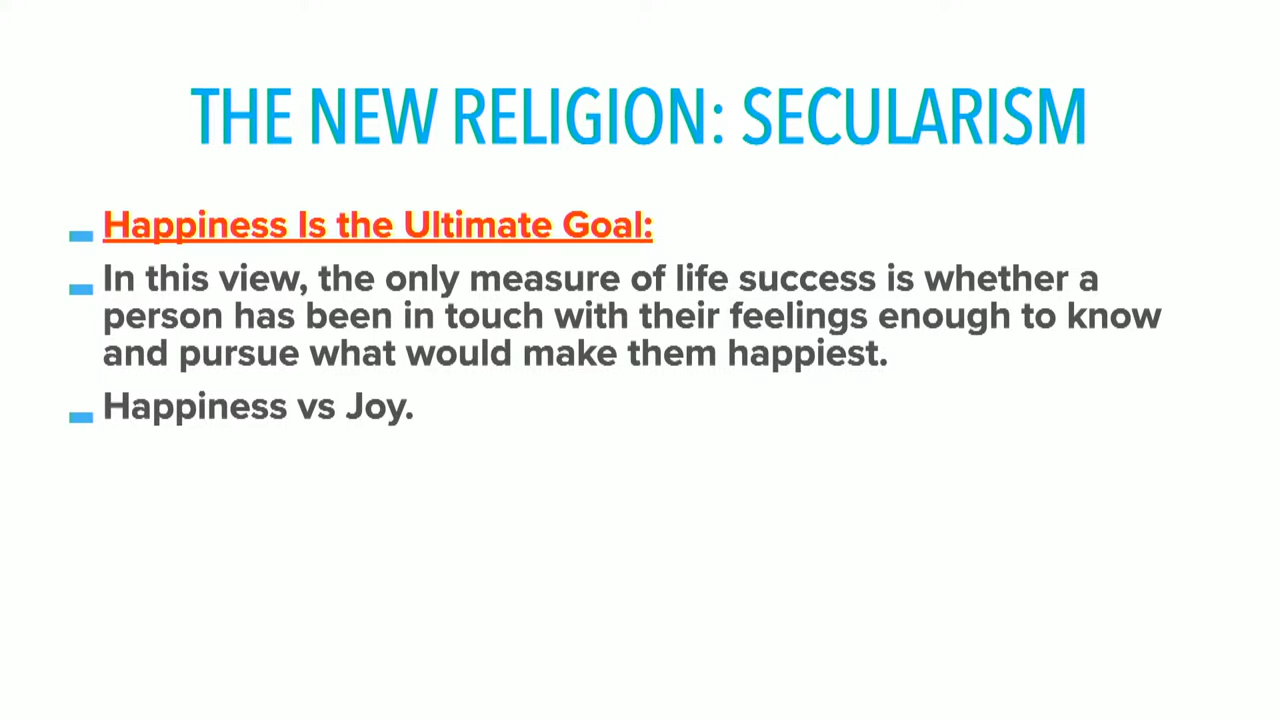 THE NEW RELIGION: SECULARISM
Happiness Is the Ultimate Goal:
In this view, the only measure of life success is whether a
person has been in touch with their feelings enough to know
and pursue what would make them happiest.
Happiness vs Joy.